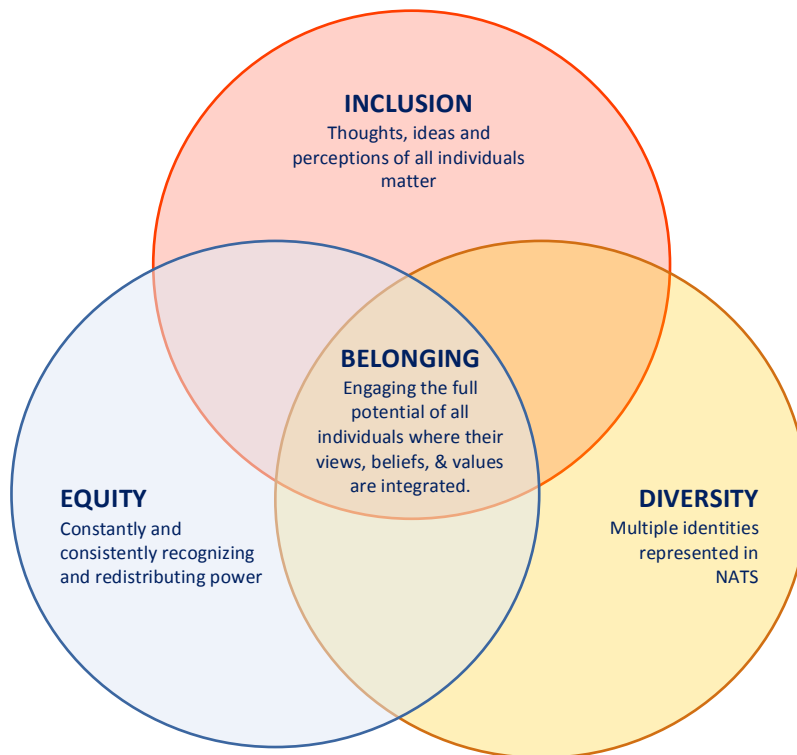 INCLUSION
Thoughts, ideas and
perceptions of all individuals
matter
BELONGING
Engaging the full
potential of all
individuals where their
views, beliefs, & values
are integrated.
EQUITY
Constantly and
consistently recognizing
and redistributing power
DIVERSITY
Multiple identities
represented in
NATS